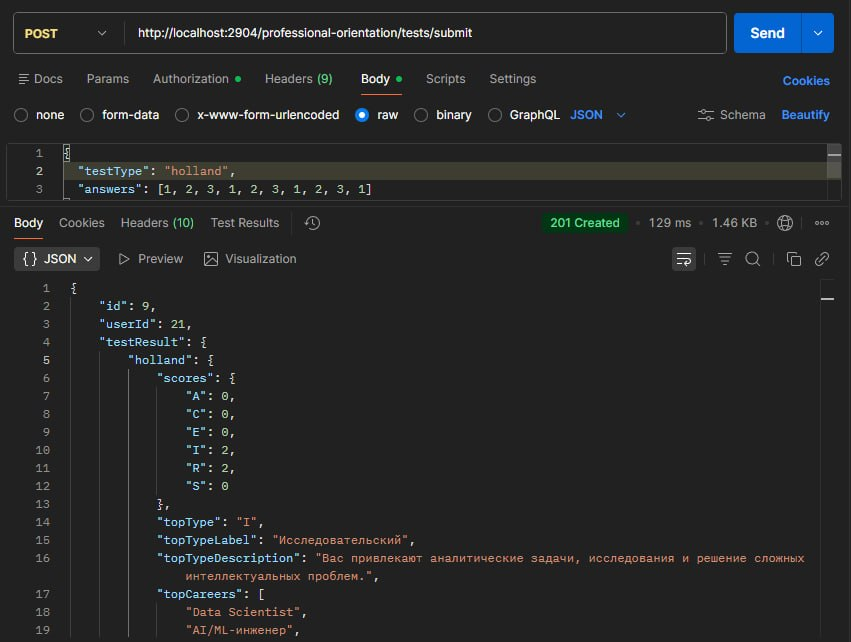 POST http://localhost:2904/professional-orientation/tests/submit Send
Docs Params Authorization Headers (9) Body Scripts Settings Cookies
none form-data x-www-form-urlencoded raw binary GraphQL JSON Schema Beautify
1 {
2 "testType": "holland",
3 "answers": [1, 2, 3, 1, 2, 3, 1, 2, 3, 1]
Body Cookies Headers (10) Test Results 201 Created • 129 ms • 1.46 KB
{} JSON Preview Visualization
1 {
2 "id": 9,
3 "userId": 21,
4 "testResult": {
5 "holland": {
6 "scores": {
7 "A": 0,
8 "C": 0,
9 "E": 0,
10 "I": 2,
11 "R": 2,
12 "S": 0
13 },
14 "topType": "I",
15 "topTypeLabel": "Исследовательский",
16 "topTypeDescription": "Вас привлекают аналитические задачи, исследования и решение сложных
интеллектуальных проблем.",
17 "topCareers": [
18 "Data Scientist",
19 "AI/ML-инженер",